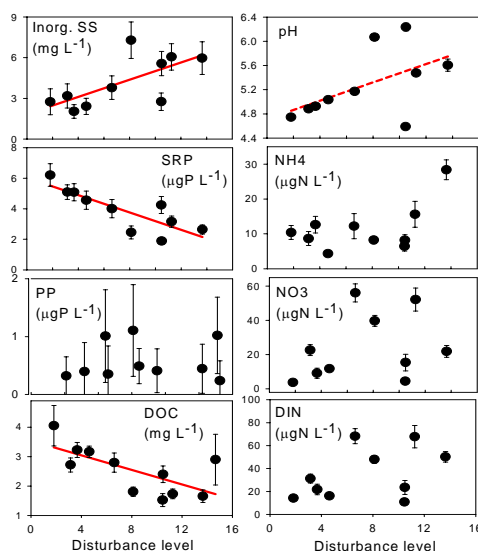 Inorg. SS
(mg L-1)
9
6
3
0
SRP
(µgP L-1)
8
6
4
2
0
PP
(µgP L-1)
2
1
0
DOC
(mg L-1)
4
3
2
1
0 4 8 12 16
Disturbance level
pH
6.4
6.0
5.6
5.2
4.8
4.4
NH4
(µgN L-1)
30
20
10
0
NO3
(µgN L-1)
60
40
20
0
DIN
(µgN L-1)
100
80
60
40
20
0
0 4 8 12 16
Disturbance level